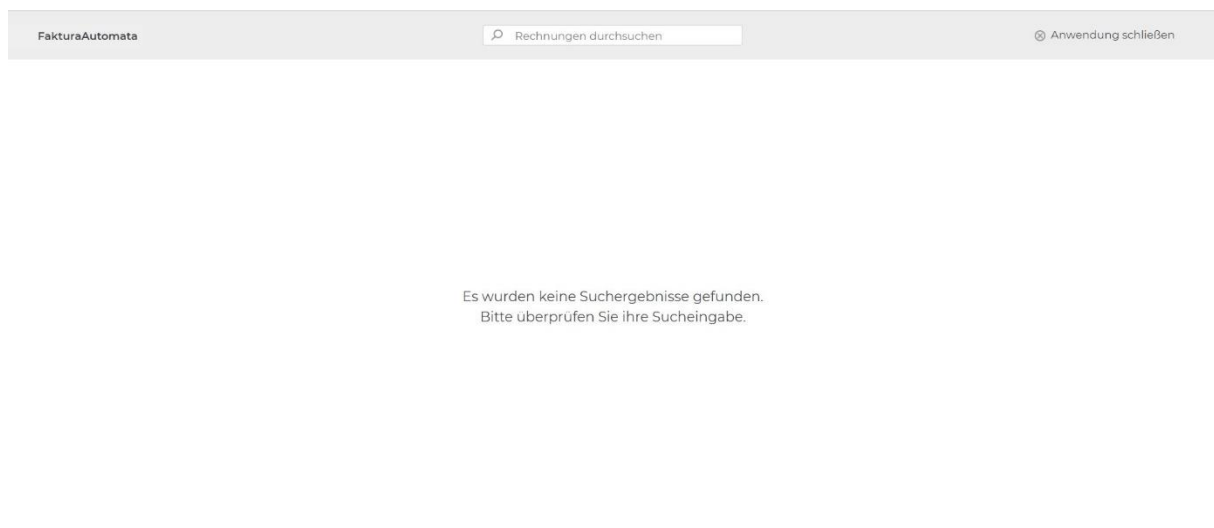 FakturaAutomata
Rechnungen durchsuchen
Anwendung schließen
Es wurden keine Suchergebnisse gefunden.
Bitte überprüfen Sie ihre Sucheingabe.